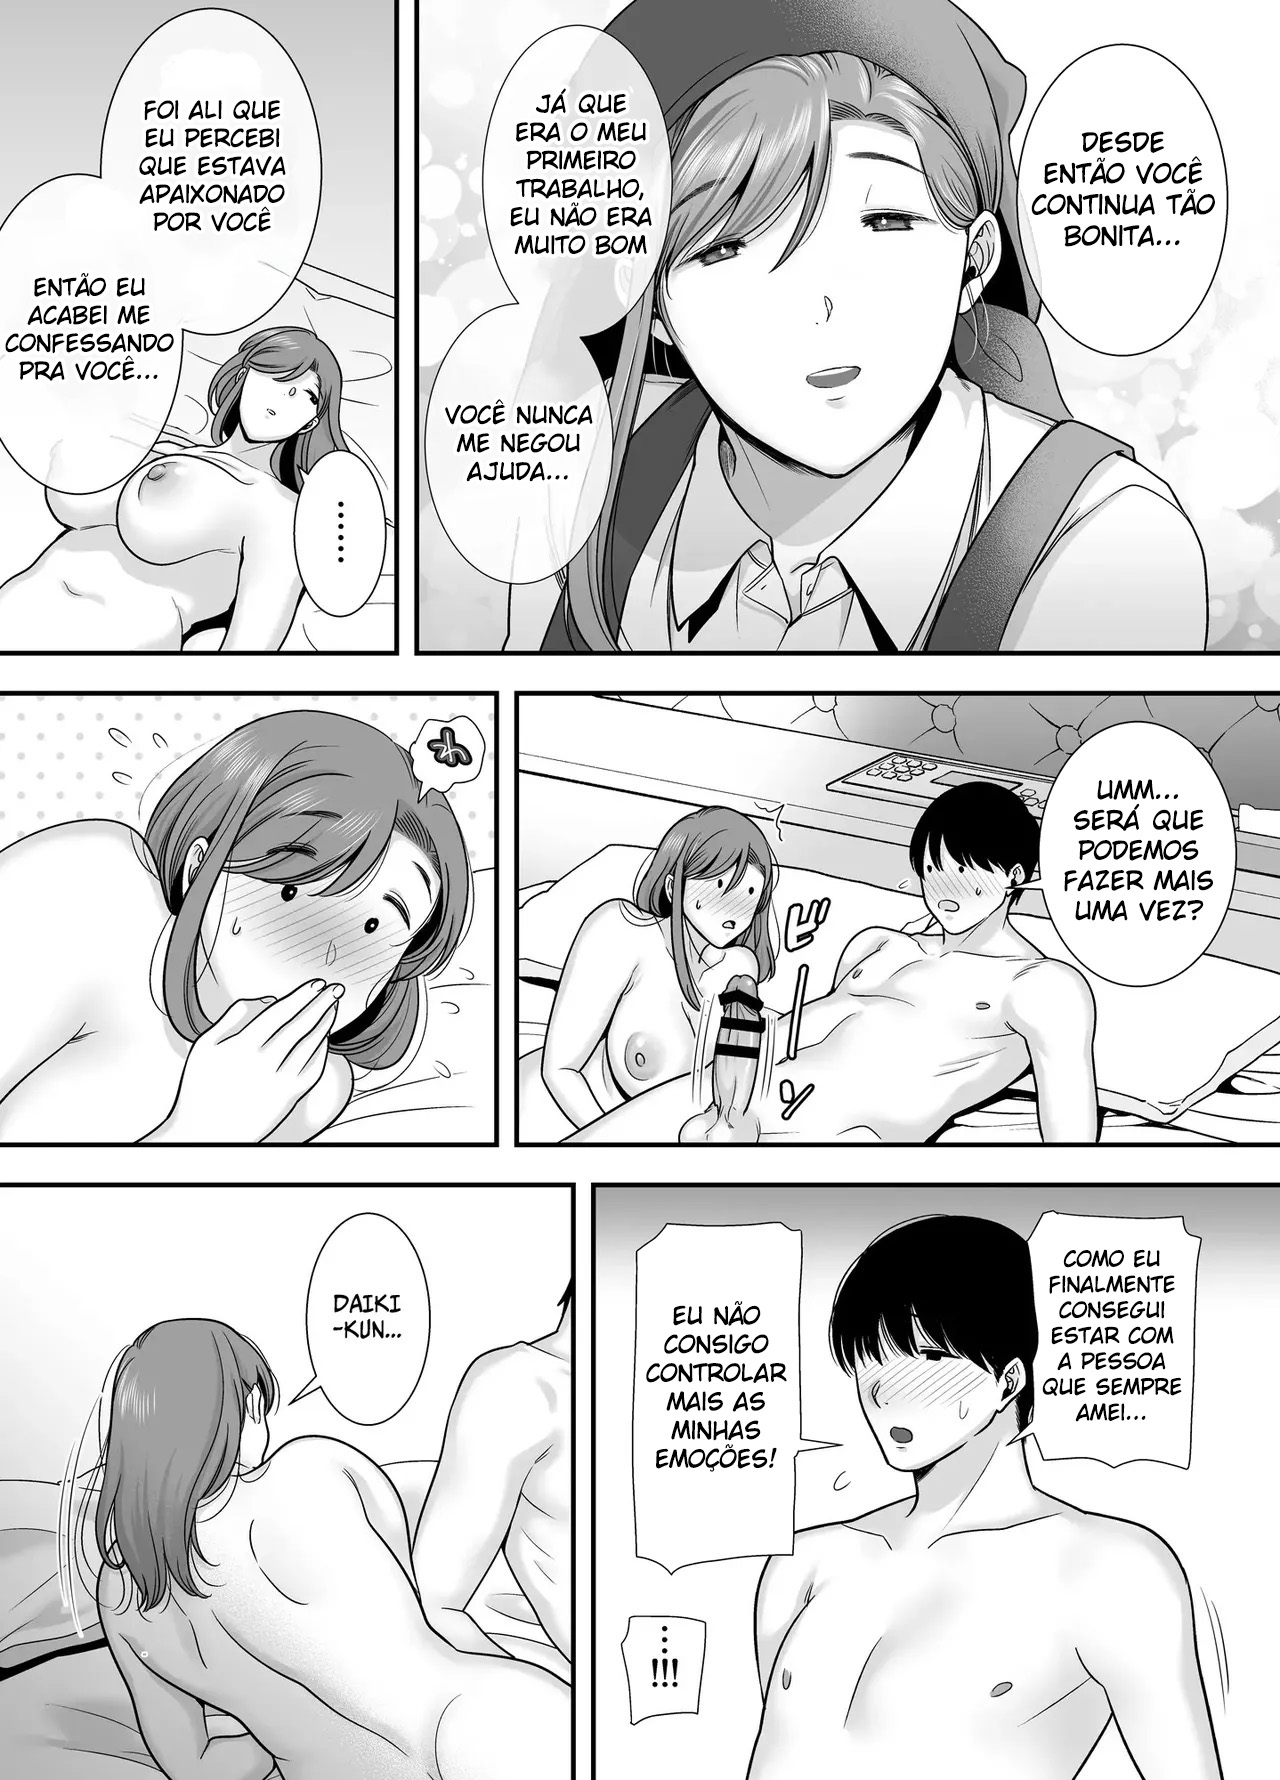 DESDE
ENTÃO VOCÊ
CONTINUA TÃO
BONITA...
JÁ QUE
ERA O MEU
PRIMEIRO
TRABALHO,
EU NÃO ERA
MUITO BOM
VOCÊ NUNCA
ME NEGOU
AJUDA...
FOI ALI QUE
EU PERCEBI
QUE ESTAVA
APAIXONADO
POR VOCÊ
ENTÃO EU
ACABEI ME
CONFESSANDO
PRA VOCÊ...
......
UMM...
SERÁ QUE
PODEMOS
FAZER MAIS
UMA VEZ?
ビンッ
COMO EU
FINALMENTE
CONSEGUI
ESTAR COM
A PESSOA
QUE SEMPRE
AMEI...
EU NÃO
CONSIGO
CONTROLAR
MAIS AS
MINHAS
EMOÇÕES!
...!!!
DAIKI
-KUN...